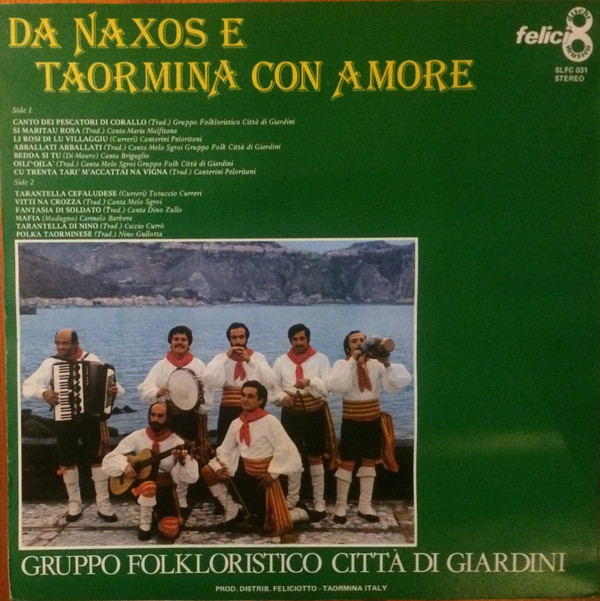 DA NAXOS E
TAORMINA CON AMORE
felici8
dischi
musica
SLFC 031
STEREO
Side 1
CANTO DEI PESCATORI DI CORALLO (Trad.) Gruppo Folkloristico Città di Giardini
SI MARITAU ROSA (Trad.) Canta Maria Malfitana
LI ROSI DI LU VILLAGGIU (Curreri) Canterini Peloritani
ABBALLATI ABBALLATI (Trad.) Canta Melo Sgroi Gruppo Folk Città di Giardini
BEDDA SI TU (Di Mauro) Canta Briguglio
OILI' OILA' (Trad.) Canta Melo Sgroi Gruppo Folk Città di Giardini
CU TRENTA TARI' M'ACCATTAI NA VIGNA (Trad.) Canterini Peloritani
Side 2
TARANTELLA CEFALUDESE (Curreri) Totuccio Curreri
VITTI NA CROZZA (Trad.) Canta Melo Sgroi
FANTASIA DI SOLDATO (Trad.) Canta Dino Zullo
MAFIA (Modugno) Carmelo Barbera
TARANTELLA DI NINO (Trad.) Ciccio Currò
POLKA TAORMINESE (Trad.) Nino Gullotta
GRUPPO FOLKLORISTICO CITTÀ DI GIARDINI
PROD. DISTRIB. FELICIOTTO - TAORMINA ITALY